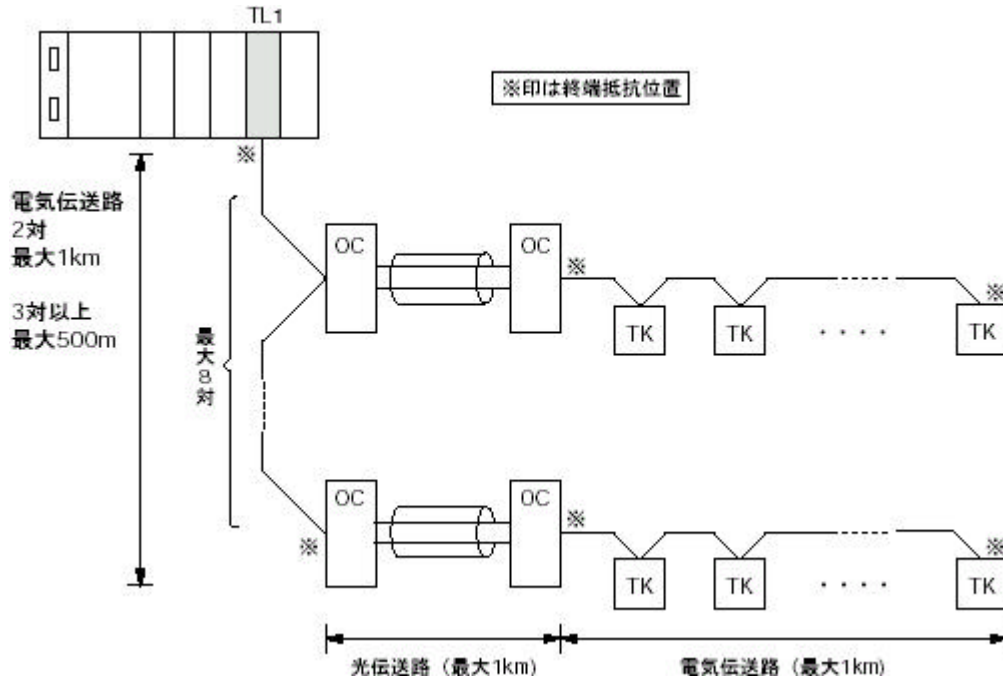 TL1
※印は終端抵抗位置
※
電気伝送路
2対
最大1km
3対以上
最大500m
最大8対
OC
OC
※
TK
TK
・・・・
※
TK
※
OC
OC
※
TK
TK
・・・・
※
TK
光伝送路（最大1km）
電気伝送路（最大1km）